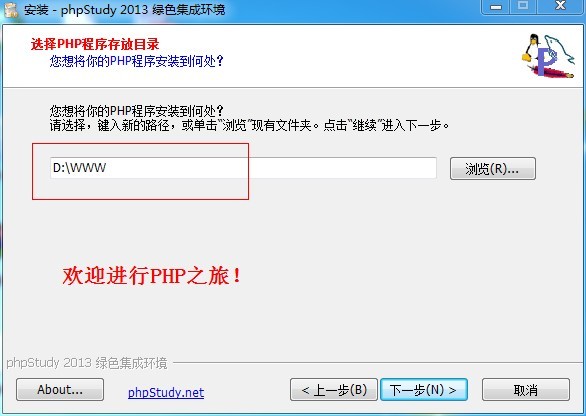 安装 - phpStudy 2013 绿色集成环境
选择PHP程序存放目录
您想将你的PHP程序安装到何处?
P
您想将你的PHP程序安装到何处?
请选择，键入新的路径，或单击“浏览”现有文件夹。点击“继续”进入下一步。
D:\WWW
浏览(R)...
欢迎进行PHP之旅!
phpStudy 2013 绿色集成环境
About...
phpStudy.net
< 上一步(B)
下一步(N) >
取消